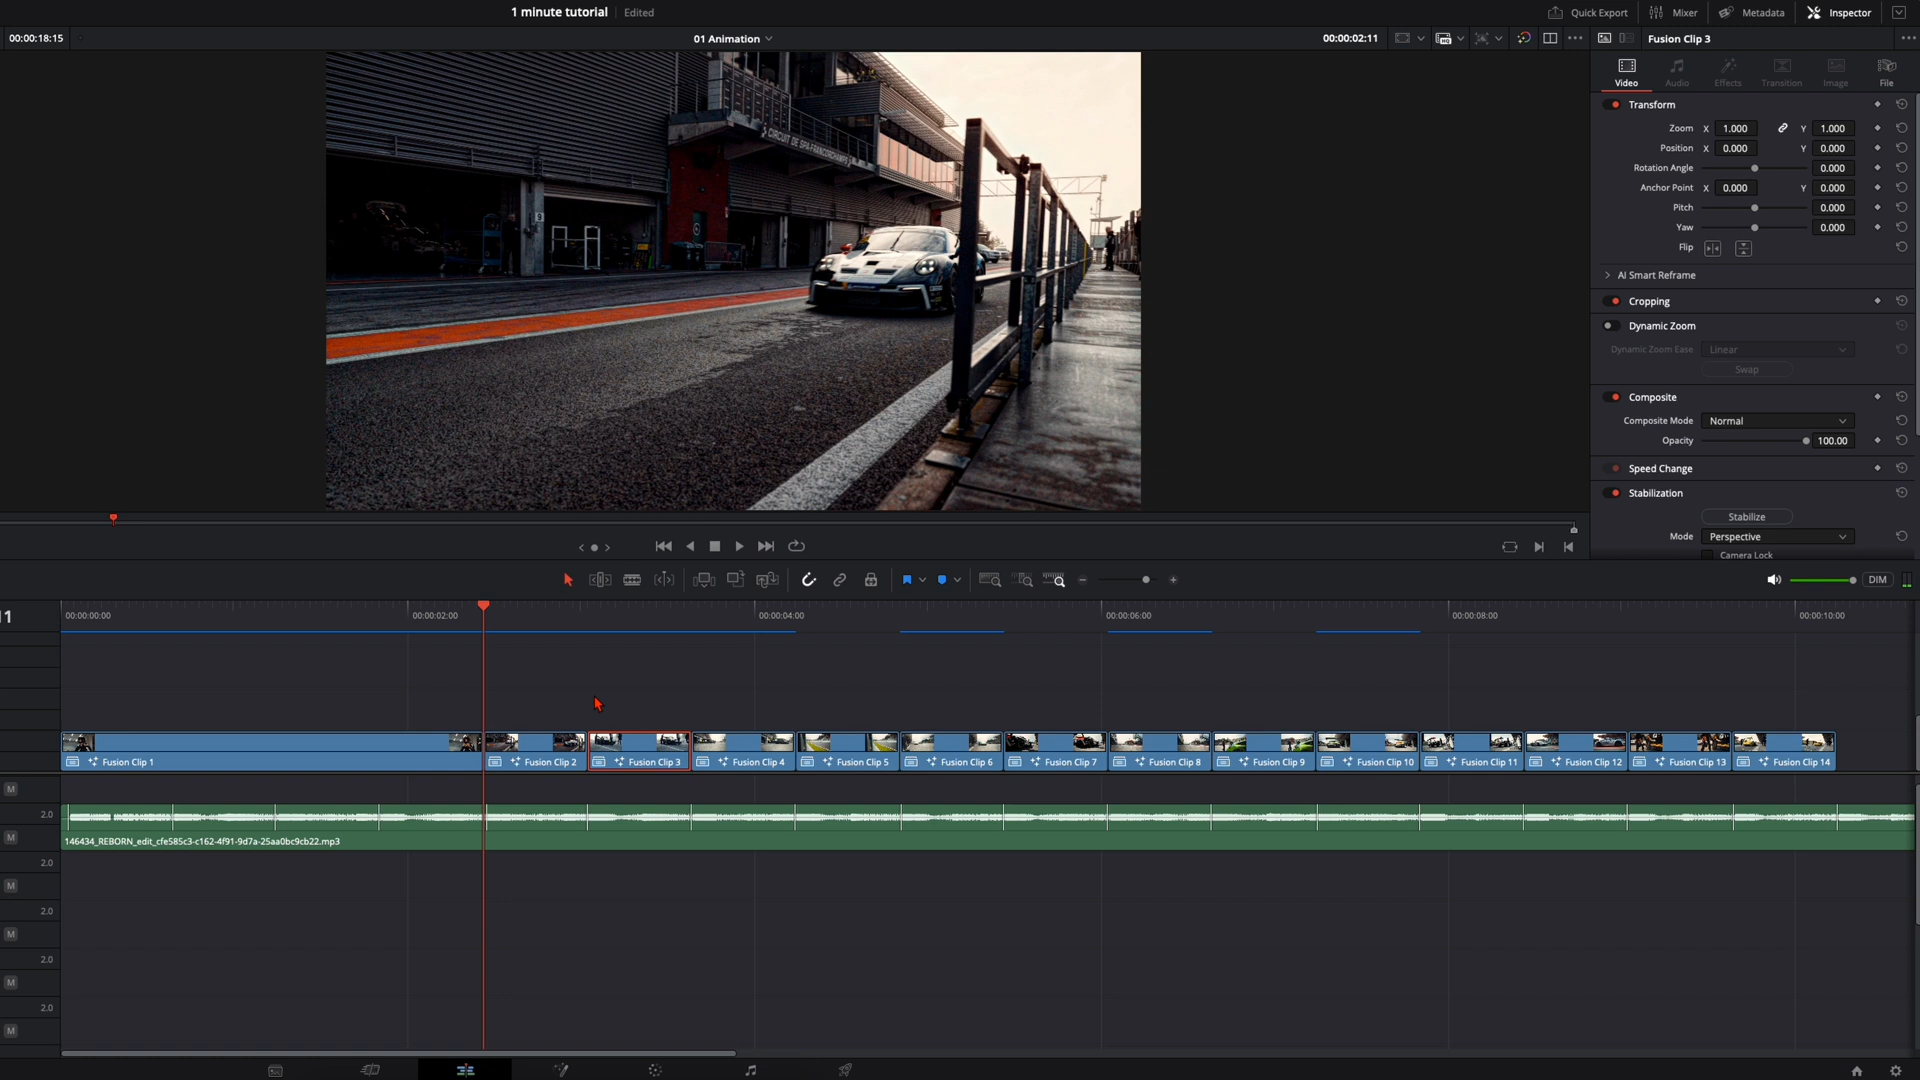 1 minute tutorial Edited
Quick Export Mixer Metadata Inspector
00:00:18:15 01 Animation 00:00:02:11 Fusion Clip 3
Video Audio Effects Transition Image File
Transform
Zoom X 1.000 Y 1.000
Position X 0.000 Y 0.000
Rotation Angle 0.000
Anchor Point X 0.000 Y 0.000
Pitch 0.000
Yaw 0.000
Flip
AI Smart Reframe
Cropping
Dynamic Zoom
Dynamic Zoom Ease Linear
Swap
Composite
Composite Mode Normal
Opacity 100.00
Speed Change
Stabilization
Stabilize
Mode Perspective
Camera Lock
CIRCUIT DE SPA-FRANCORCHAMPS
9
DIM
11 00:00:00:00 00:00:02:00 00:00:04:00 00:00:06:00 00:00:08:00 00:00:10:00
Fusion Clip 1 Fusion Clip 2 Fusion Clip 3 Fusion Clip 4 Fusion Clip 5 Fusion Clip 6 Fusion Clip 7 Fusion Clip 8 Fusion Clip 9 Fusion Clip 10 Fusion Clip 11 Fusion Clip 12 Fusion Clip 13 Fusion Clip 14
M
2.0
M 146434_REBORN_edit_cfe585c3-c162-4f91-9d7a-25aa0bc9cb22.mp3
2.0
M
2.0
M
2.0
M
2.0
M